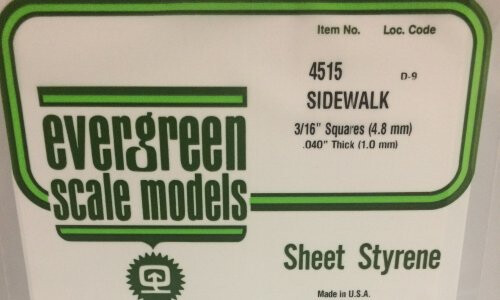 Item No. Loc. Code
4515 D-9
SIDEWALK
3/16" Squares (4.8 mm)
.040" Thick (1.0 mm)
evergreen
scale models
Sheet Styrene
Made in U.S.A.